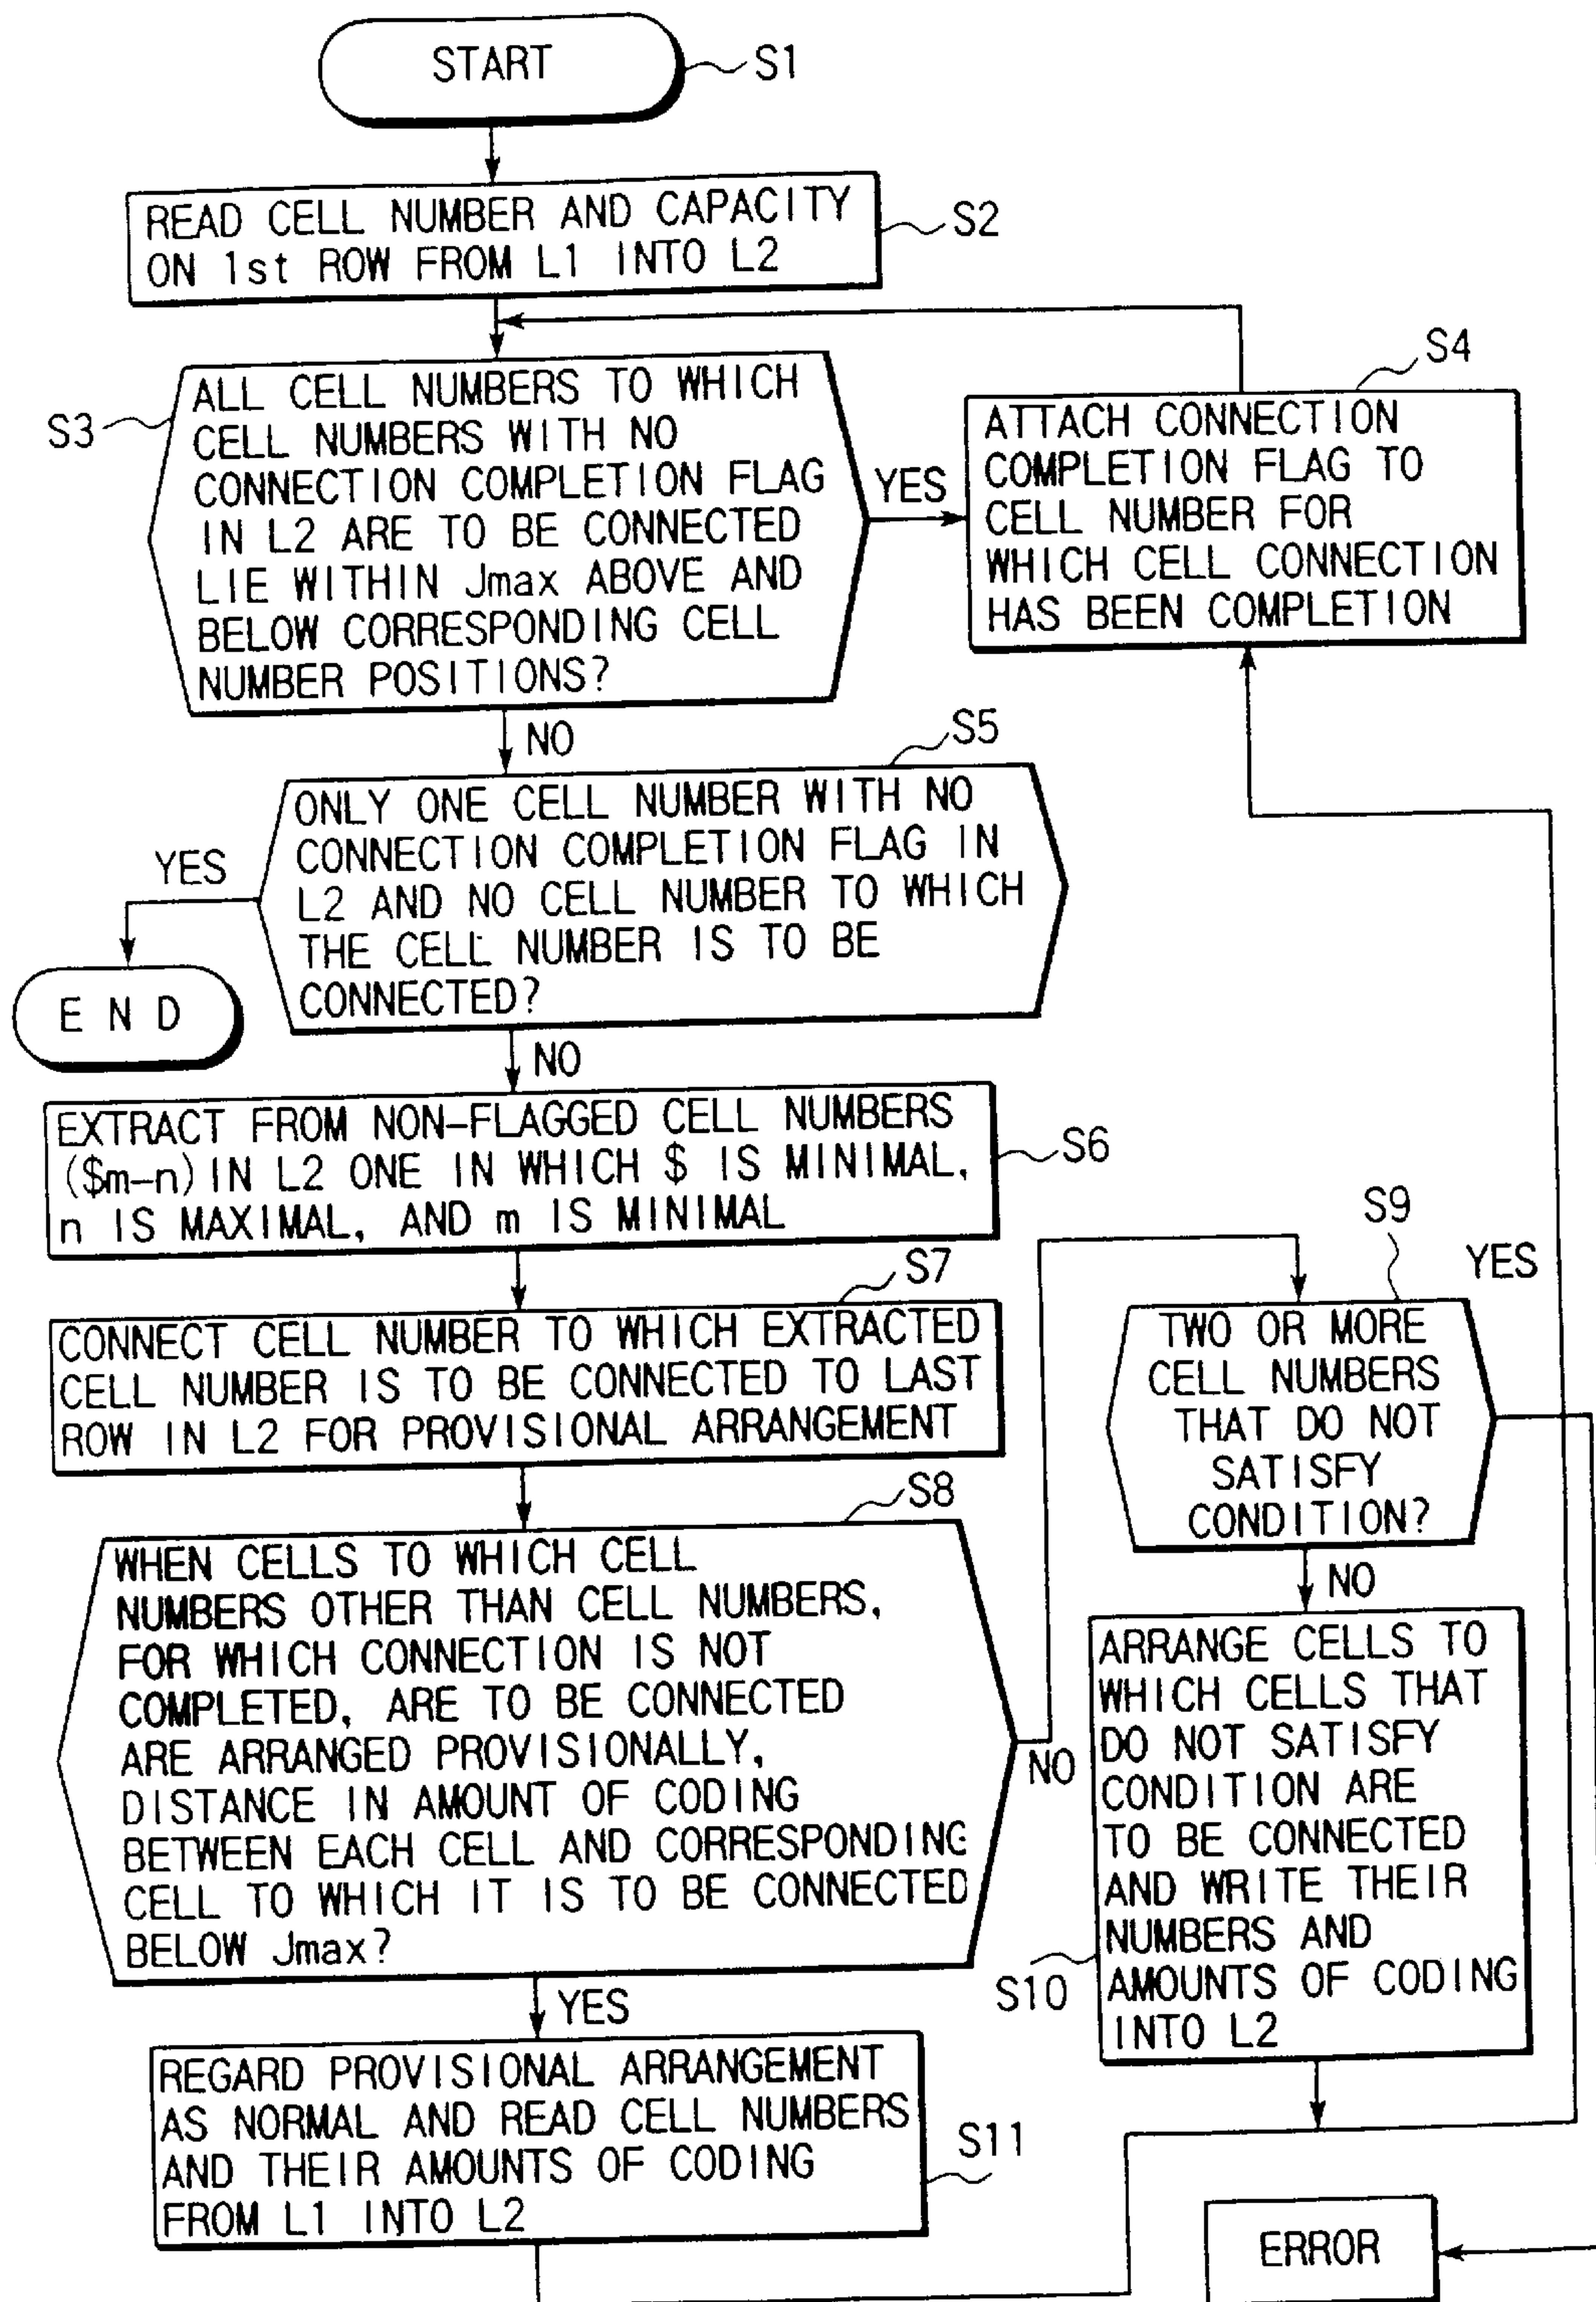 START
S1
READ CELL NUMBER AND CAPACITY
ON 1st ROW FROM L1 INTO L2
S2
S3
ALL CELL NUMBERS TO WHICH
CELL NUMBERS WITH NO
CONNECTION COMPLETION FLAG
IN L2 ARE TO BE CONNECTED
LIE WITHIN Jmax ABOVE AND
BELOW CORRESPONDING CELL
NUMBER POSITIONS?
YES
S4
ATTACH CONNECTION
COMPLETION FLAG TO
CELL NUMBER FOR
WHICH CELL CONNECTION
HAS BEEN COMPLETION
NO
S5
ONLY ONE CELL NUMBER WITH NO
CONNECTION COMPLETION FLAG IN
L2 AND NO CELL NUMBER TO WHICH
THE CELL NUMBER IS TO BE
CONNECTED?
YES
END
NO
EXTRACT FROM NON-FLAGGED CELL NUMBERS
($m-n) IN L2 ONE IN WHICH $ IS MINIMAL,
n IS MAXIMAL, AND m IS MINIMAL
S6
S7
CONNECT CELL NUMBER TO WHICH EXTRACTED
CELL NUMBER IS TO BE CONNECTED TO LAST
ROW IN L2 FOR PROVISIONAL ARRANGEMENT
S8
WHEN CELLS TO WHICH CELL
NUMBERS OTHER THAN CELL NUMBERS,
FOR WHICH CONNECTION IS NOT
COMPLETED, ARE TO BE CONNECTED
ARE ARRANGED PROVISIONALLY,
DISTANCE IN AMOUNT OF CODING
BETWEEN EACH CELL AND CORRESPONDING
CELL TO WHICH IT IS TO BE CONNECTED
BELOW Jmax?
NO
S9
YES
TWO OR MORE
CELL NUMBERS
THAT DO NOT
SATISFY
CONDITION?
NO
ARRANGE CELLS TO
WHICH CELLS THAT
DO NOT SATISFY
CONDITION ARE
TO BE CONNECTED
AND WRITE THEIR
NUMBERS AND
AMOUNTS OF CODING
INTO L2
S10
YES
REGARD PROVISIONAL ARRANGEMENT
AS NORMAL AND READ CELL NUMBERS
AND THEIR AMOUNTS OF CODING
FROM L1 INTO L2
S11
ERROR